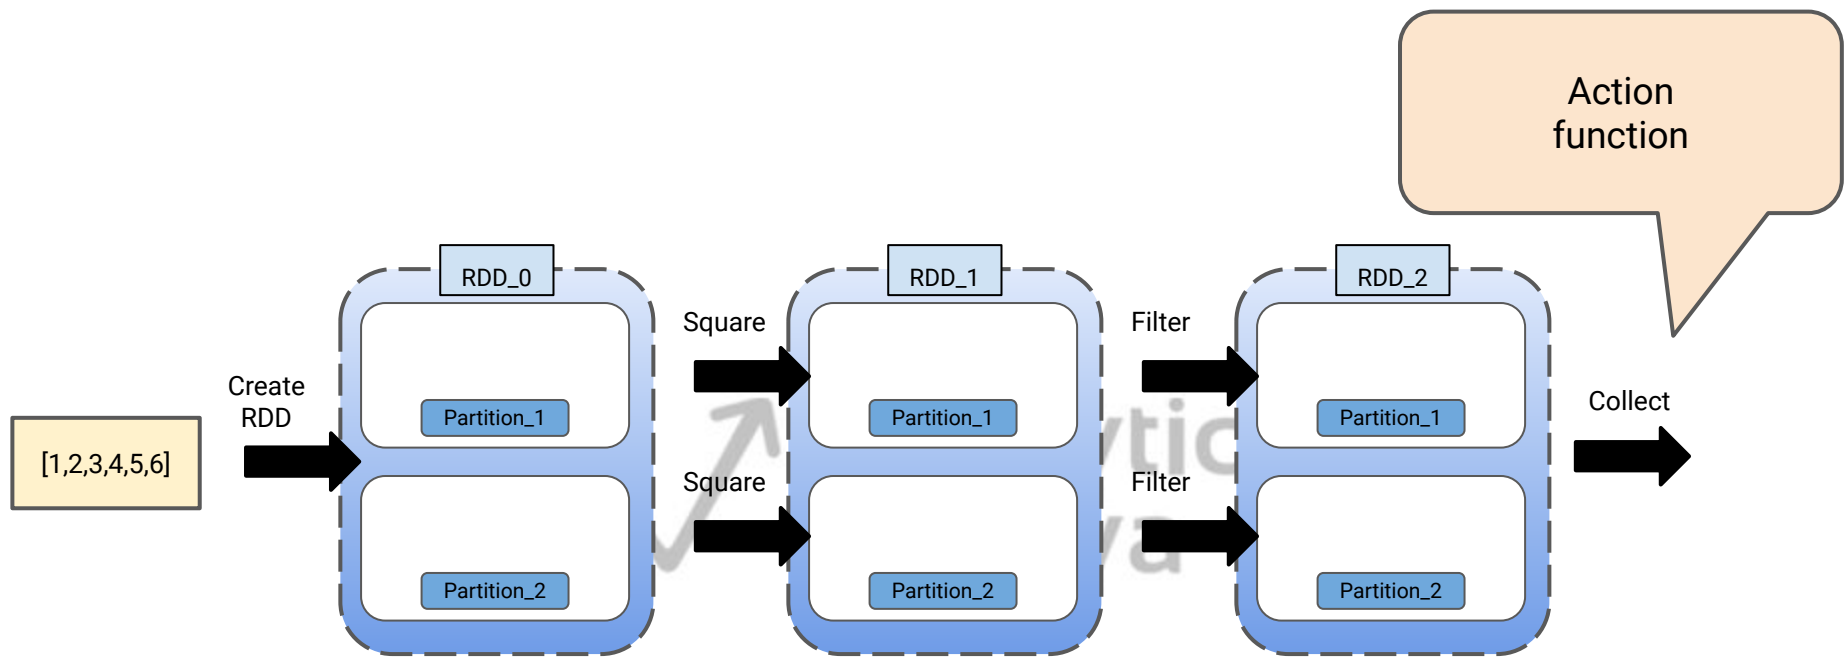 Action
function
RDD_0
RDD_1
RDD_2
Square
Filter
Create
RDD
Collect
Partition_1
Partition_1
Partition_1
[1,2,3,4,5,6]
Square
Filter
Partition_2
Partition_2
Partition_2